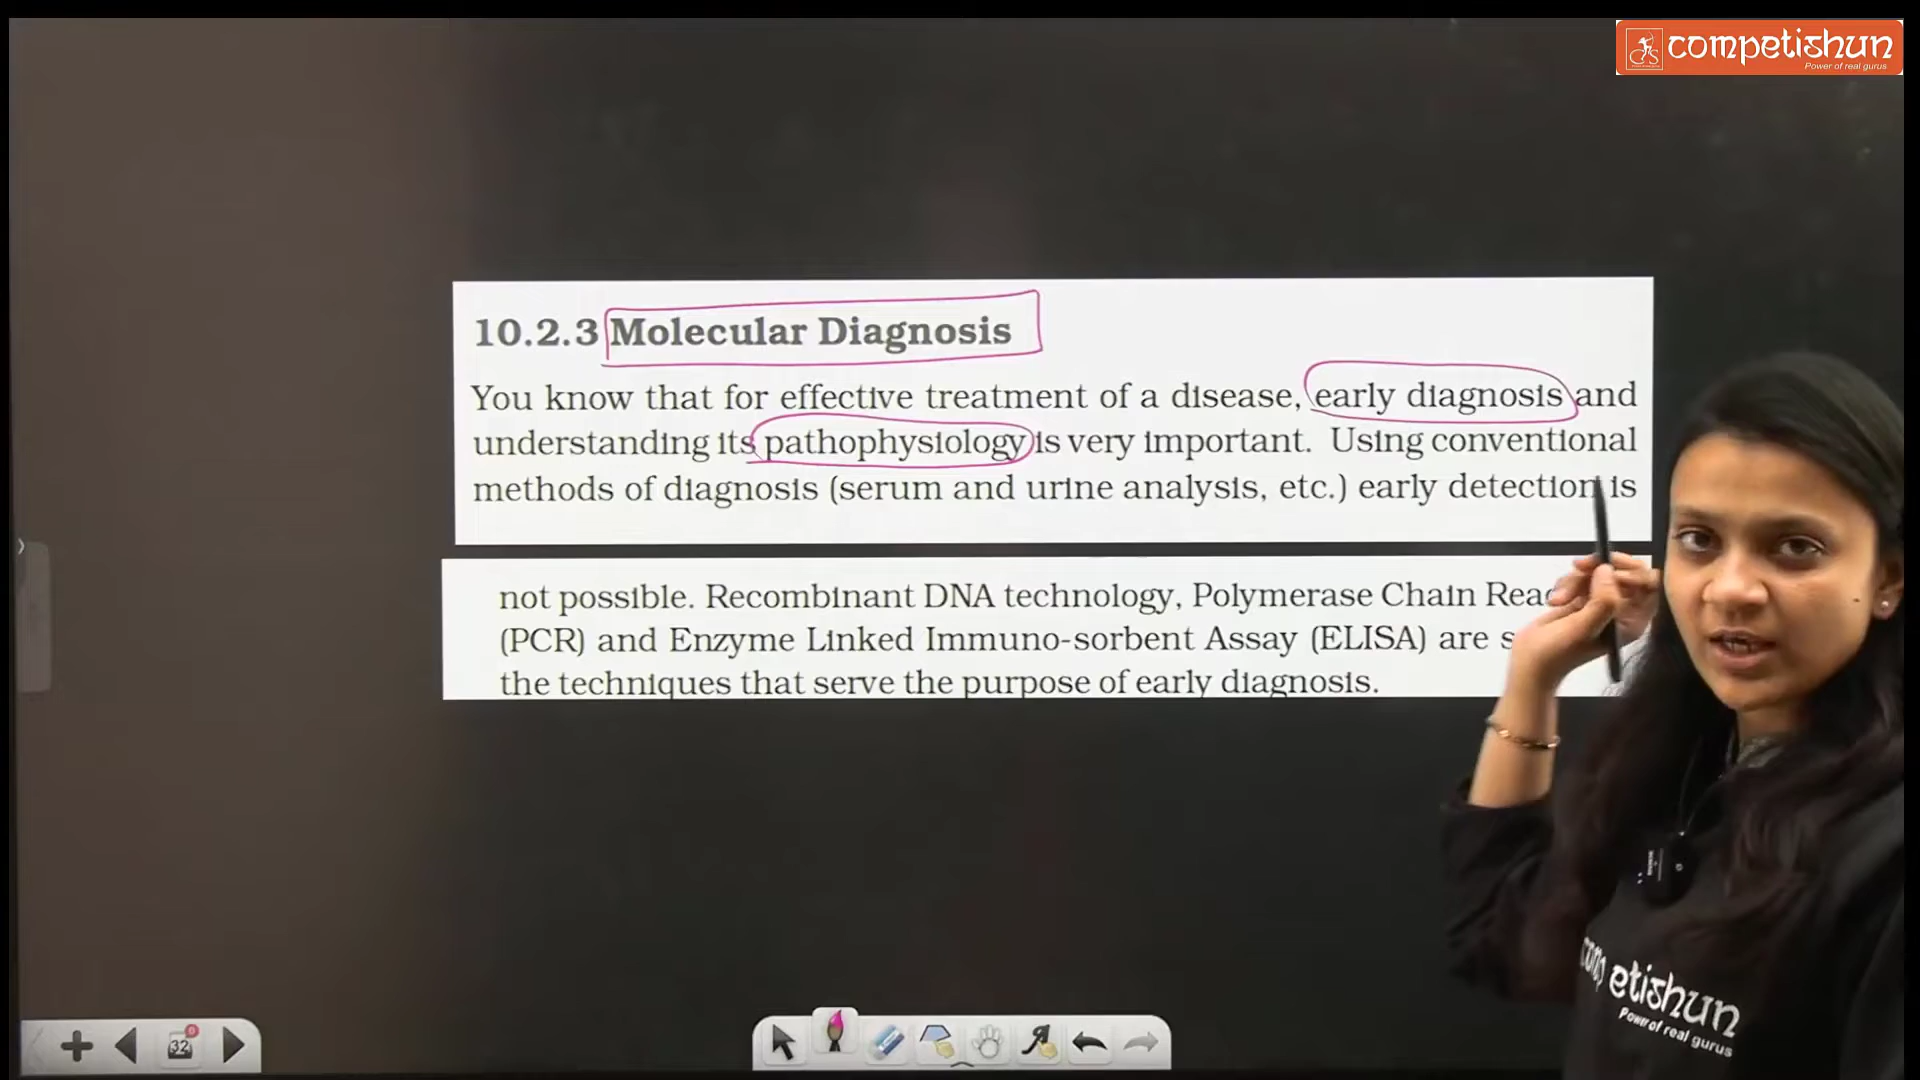 competishun
Power of real gurus
10.2.3 Molecular Diagnosis
You know that for effective treatment of a disease, early diagnosis and
understanding its pathophysiology is very important. Using conventional
methods of diagnosis (serum and urine analysis, etc.) early detection is
not possible. Recombinant DNA technology, Polymerase Chain
(PCR) and Enzyme Linked Immuno-sorbent Assay (ELISA) are
the techniques that serve the purpose of early diagnosis.
32
etishun
Power of real gurus